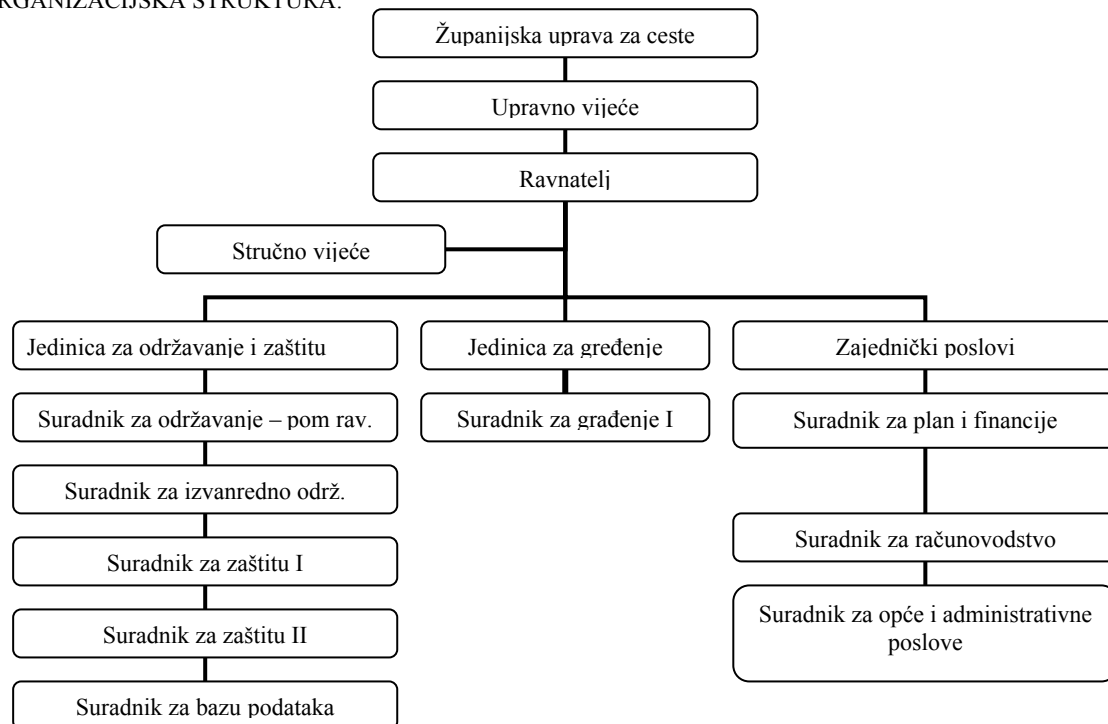 RGANIZACIJSKA STRUKTURA:
Županijska uprava za ceste
Upravno vijeće
Ravnatelj
Stručno vijeće
Jedinica za održavanje i zaštitu
Jedinica za gređenje
Zajednički poslovi
Suradnik za održavanje – pom rav.
Suradnik za građenje I
Suradnik za plan i financije
Suradnik za izvanredno održ.
Suradnik za računovodstvo
Suradnik za zaštitu I
Suradnik za opće i administrativne
poslove
Suradnik za zaštitu II
Suradnik za bazu podataka